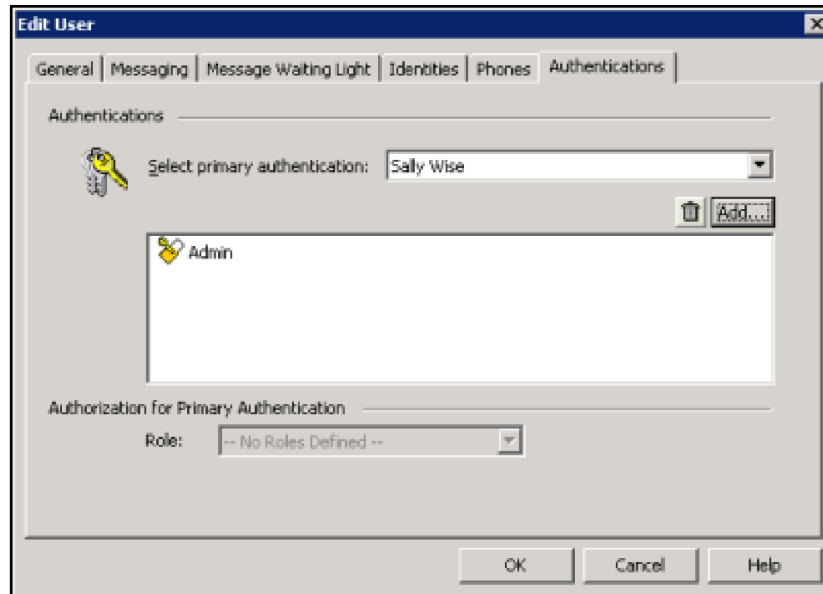 Edit User
General Messaging Message Waiting Light Identities Phones Authentications
Authentications
Select primary authentication: Sally Wise
Add...
Admin
Authorization for Primary Authentication
Role: -- No Roles Defined --
OK Cancel Help